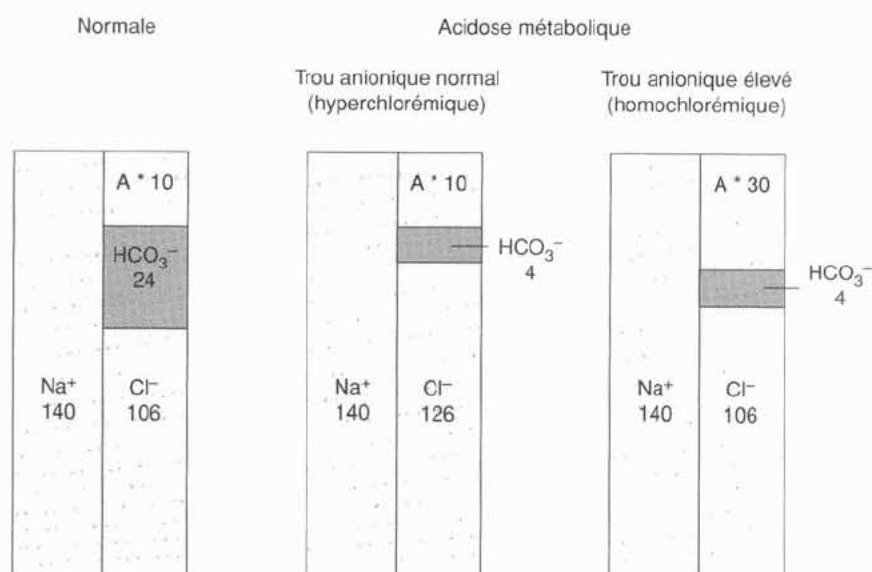 Normale
Acidose métabolique
Trou anionique normal
(hyperchlorémique)
Trou anionique élevé
(homochlorémique)
A * 10
HCO₃⁻
24
Na⁺
140
Cl⁻
106
A * 10
HCO₃⁻
4
Na⁺
140
Cl⁻
126
A * 30
HCO₃⁻
4
Na⁺
140
Cl⁻
106